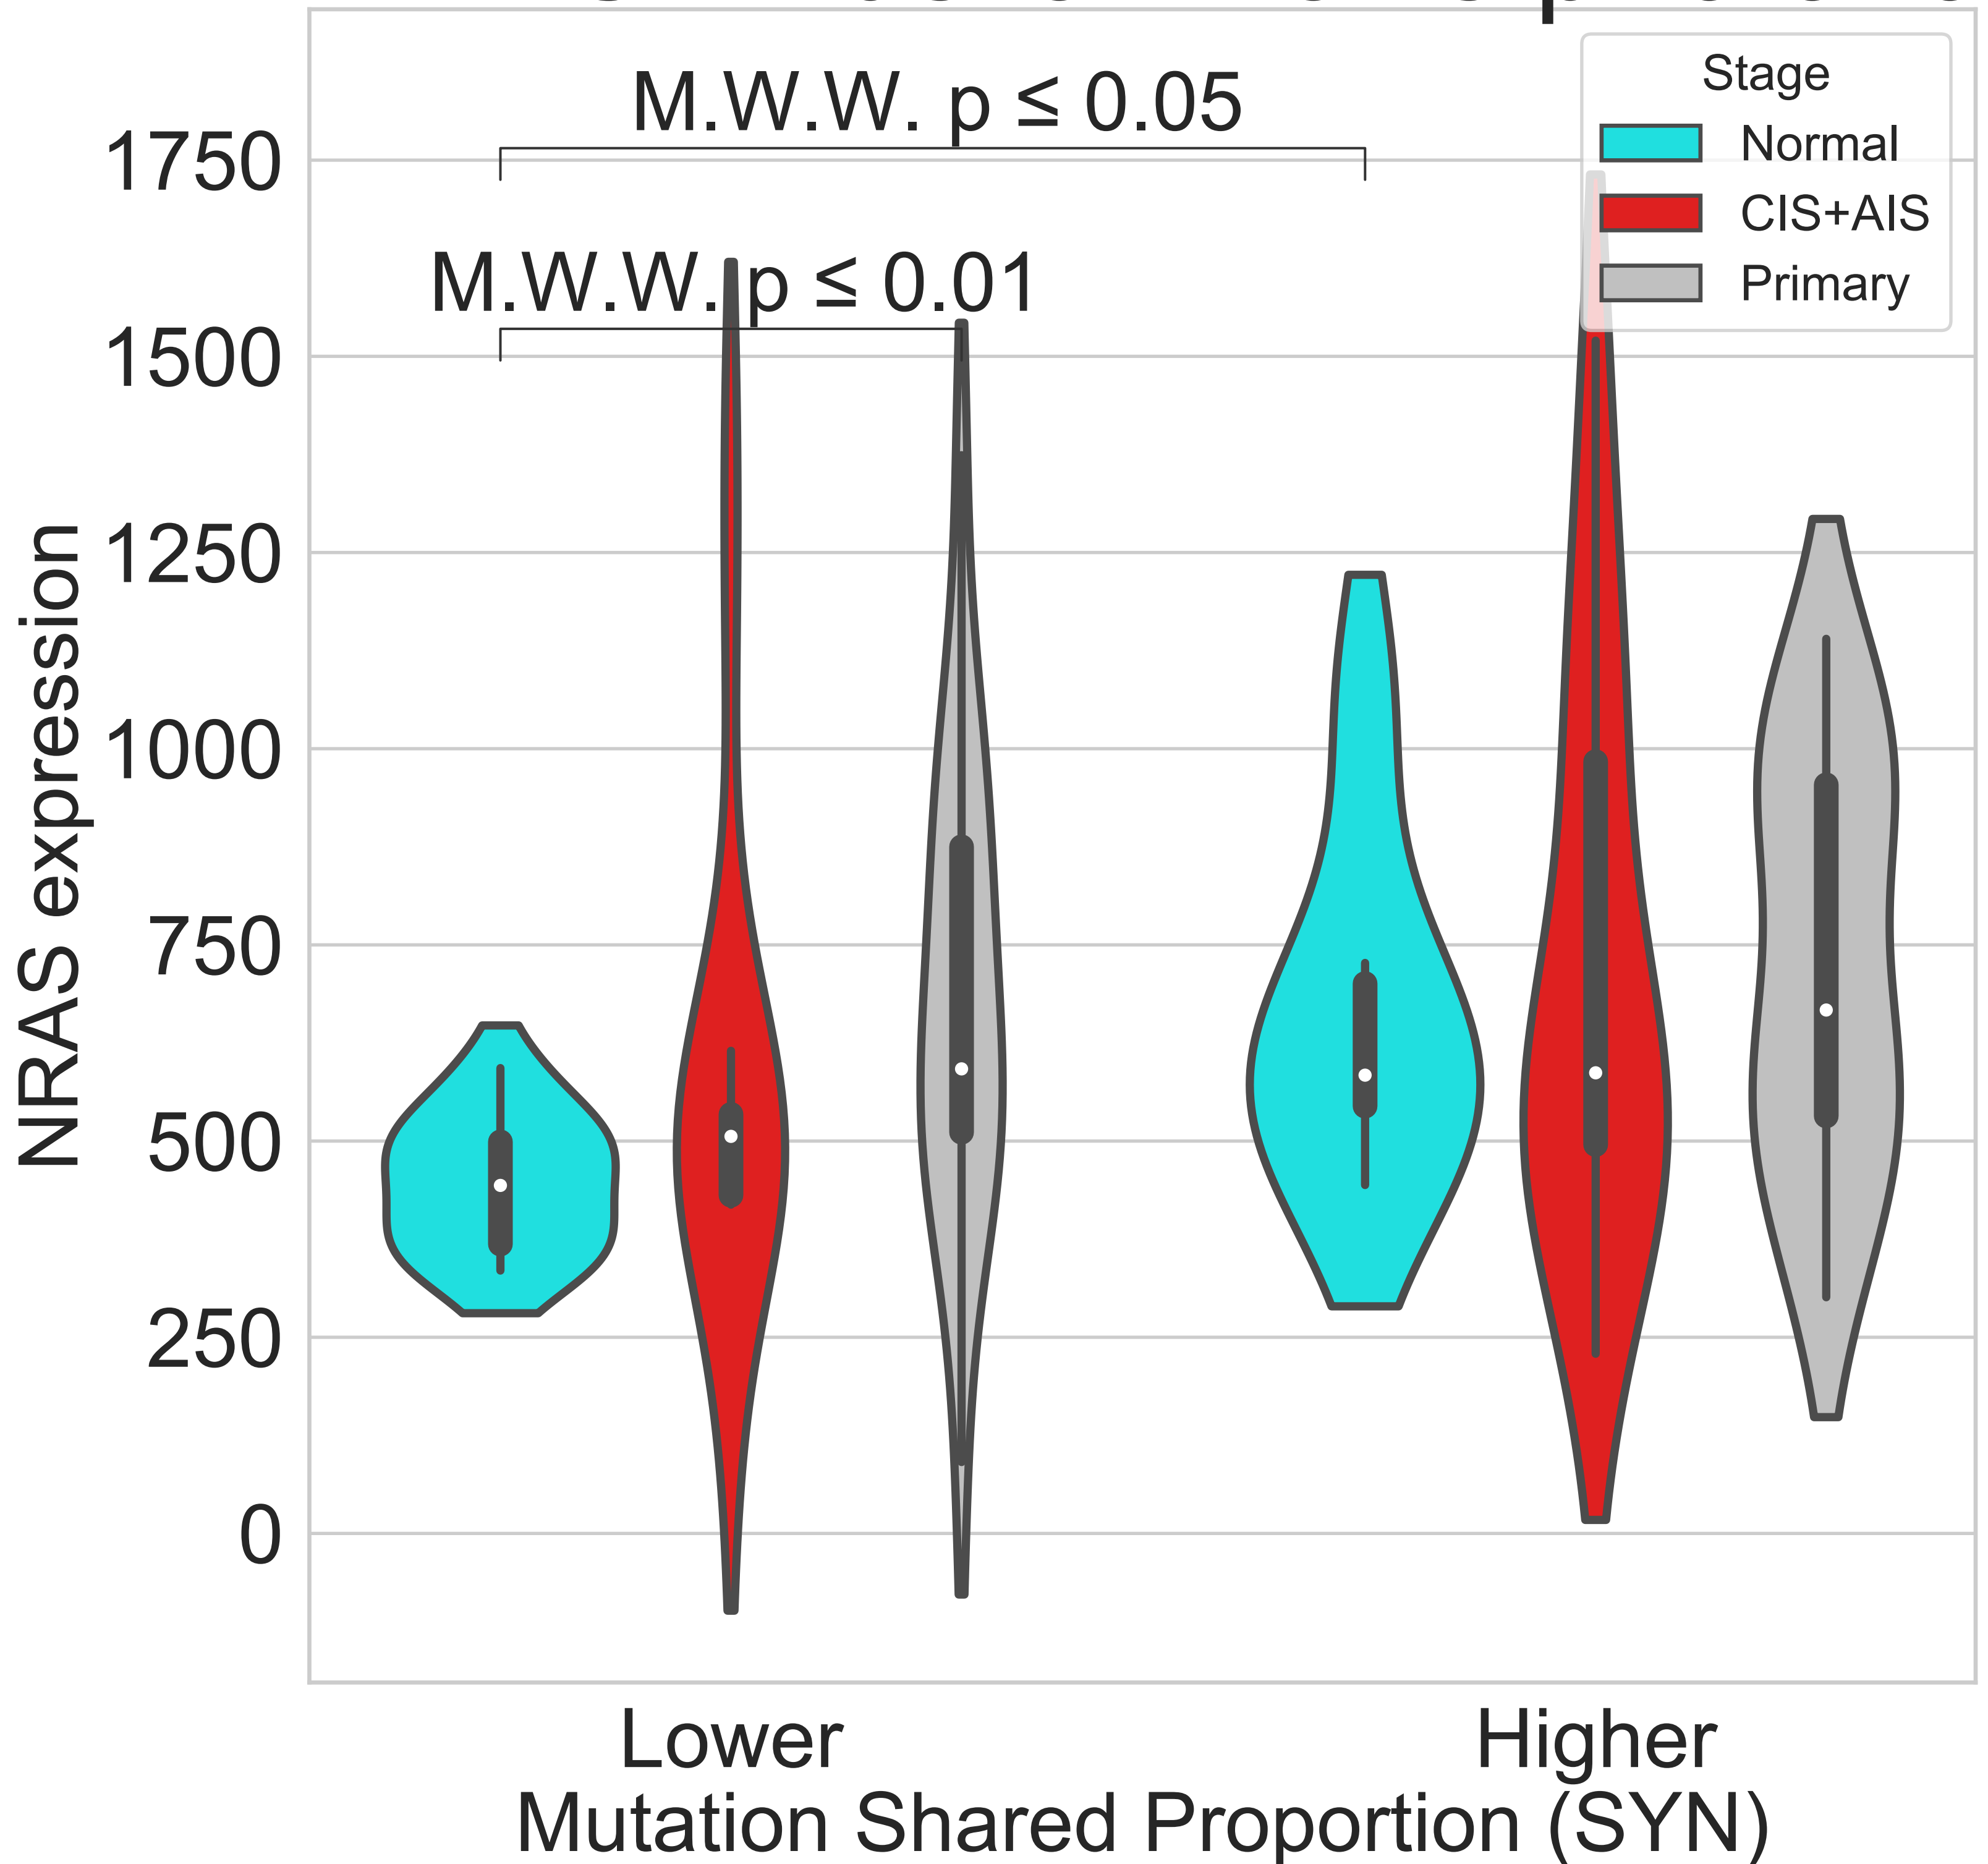 M.W.W. p ≤ 0.05
M.W.W. p ≤ 0.01
Stage
Normal
CIS+AIS
Primary
NRAS expression
1750
1500
1250
1000
750
500
250
0
Lower
Higher
Mutation Shared Proportion (SYN)